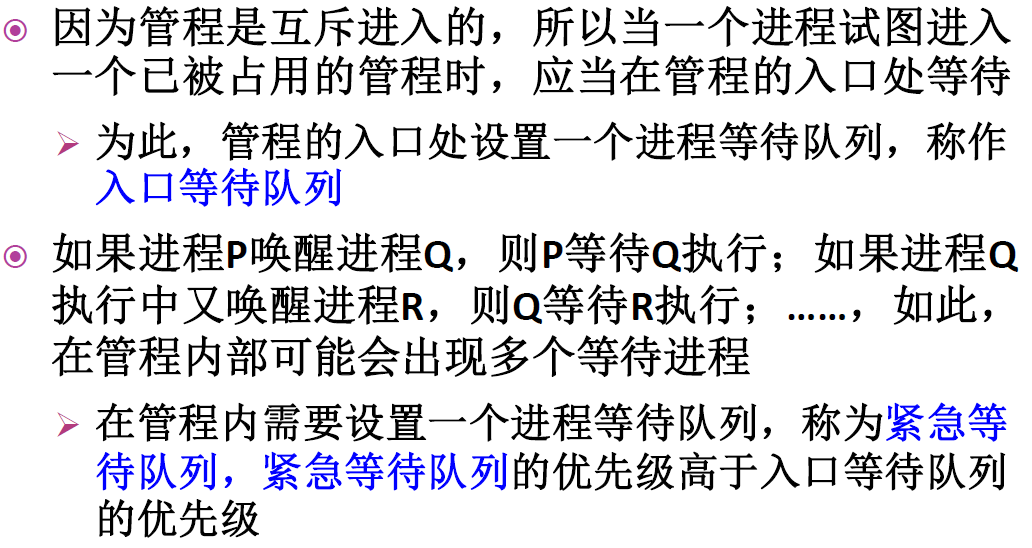 因为管程是互斥进入的，所以当一个进程试图进入
一个已被占用的管程时，应当在管程的入口处等待
为此，管程的入口处设置一个进程等待队列，称作
入口等待队列
如果进程P唤醒进程Q，则P等待Q执行；如果进程Q
执行中又唤醒进程R，则Q等待R执行；……，如此，
在管程内部可能会出现多个等待进程
在管程内需要设置一个进程等待队列，称为紧急等
待队列，紧急等待队列的优先级高于入口等待队列
的优先级